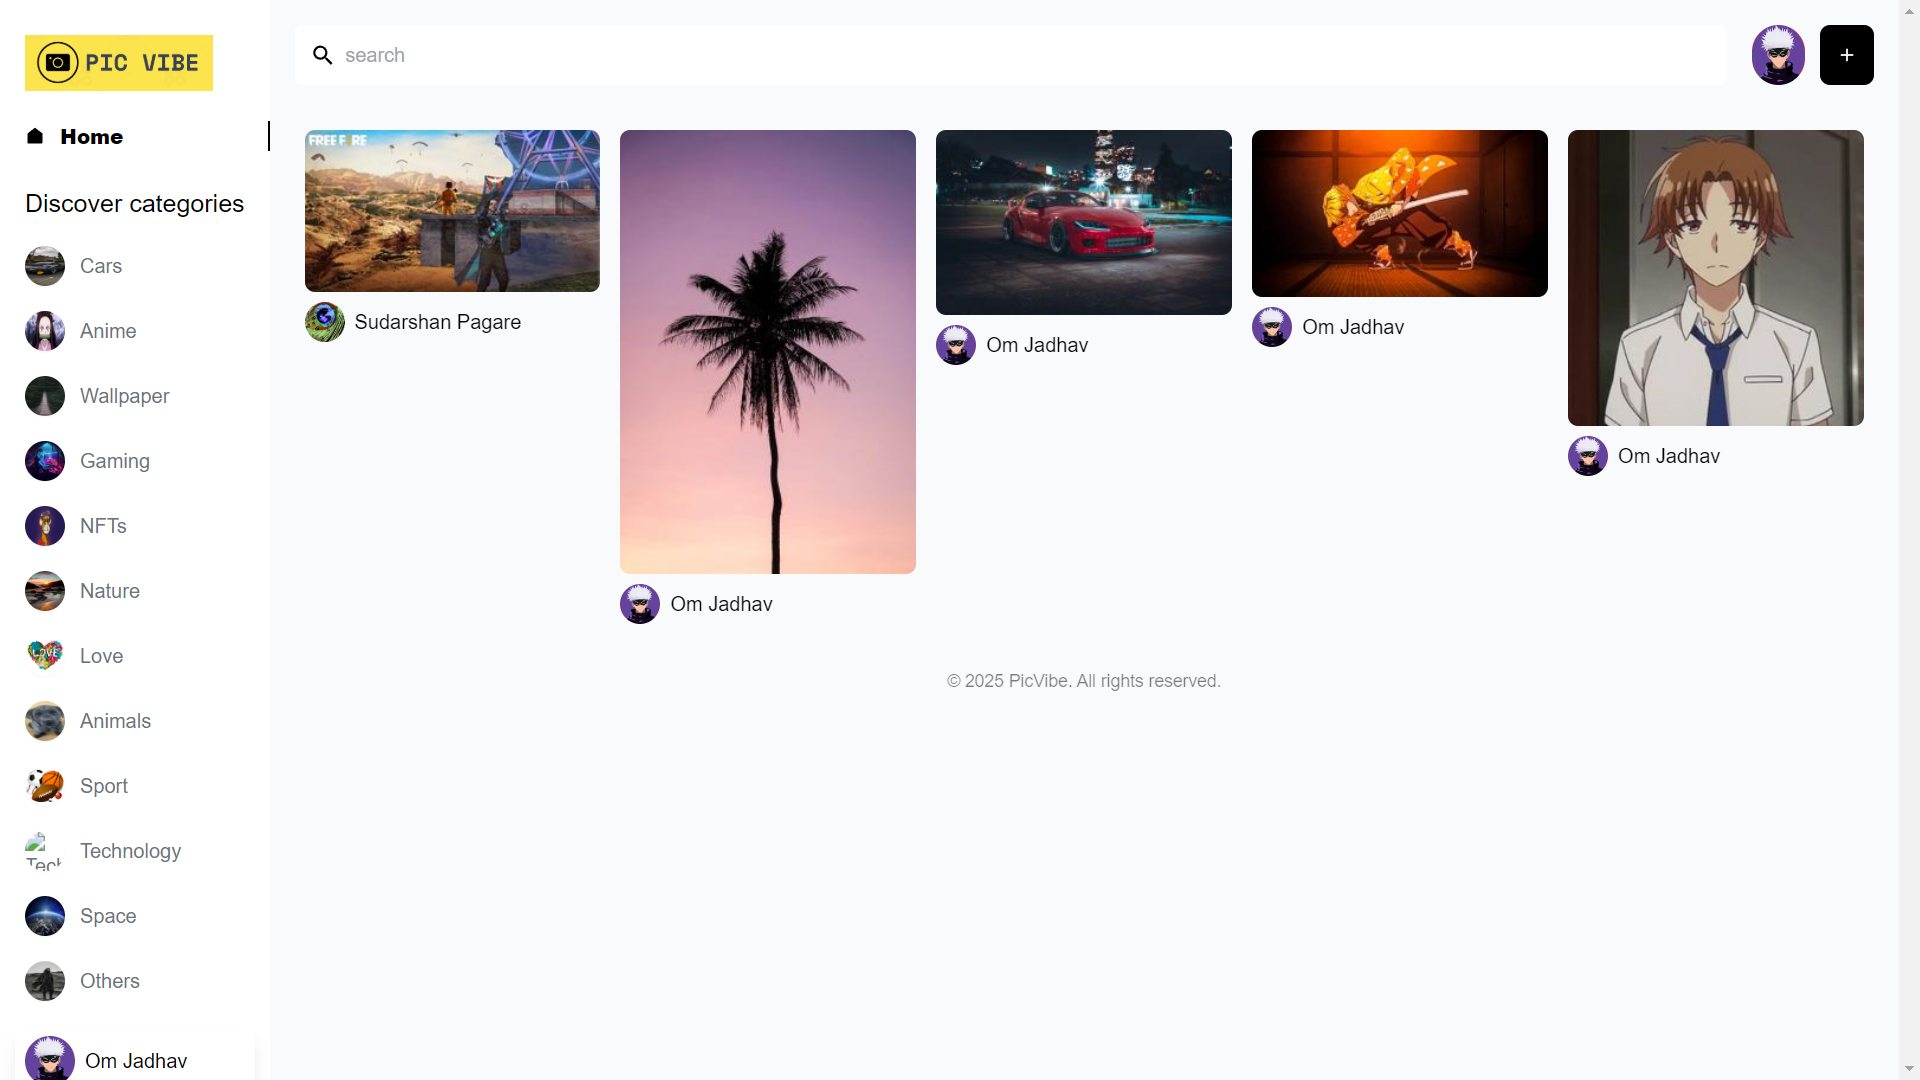 PIC VIBE
search
+
Home
Discover categories
Cars
Anime
Wallpaper
Gaming
NFTs
Nature
Love
Animals
Sport
Tech
Technology
Space
Others
Om Jadhav
FREE FIRE
Sudarshan Pagare
Om Jadhav
Om Jadhav
Om Jadhav
Om Jadhav
© 2025 PicVibe. All rights reserved.
LOVE